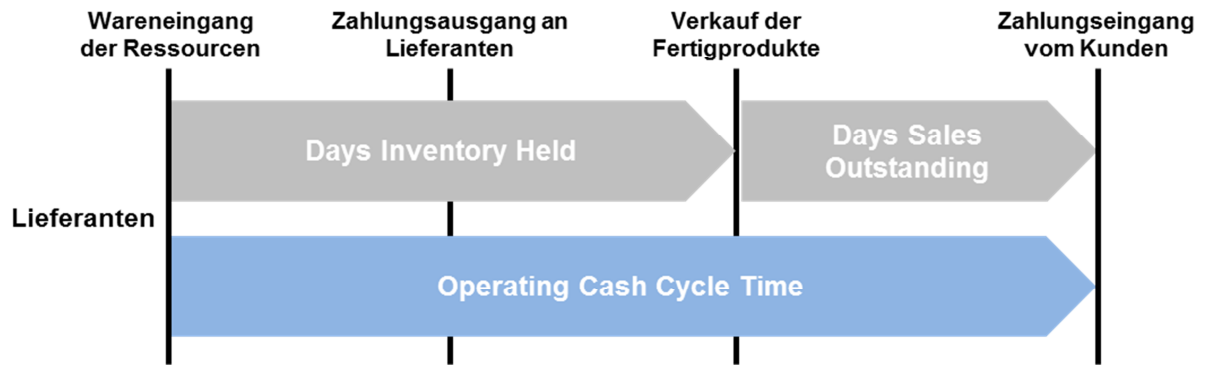 Wareneingang
der Ressourcen
Zahlungsausgang an
Lieferanten
Verkauf der
Fertigprodukte
Zahlungseingang
vom Kunden
Days Inventory Held
Days Sales
Outstanding
Lieferanten
Operating Cash Cycle Time